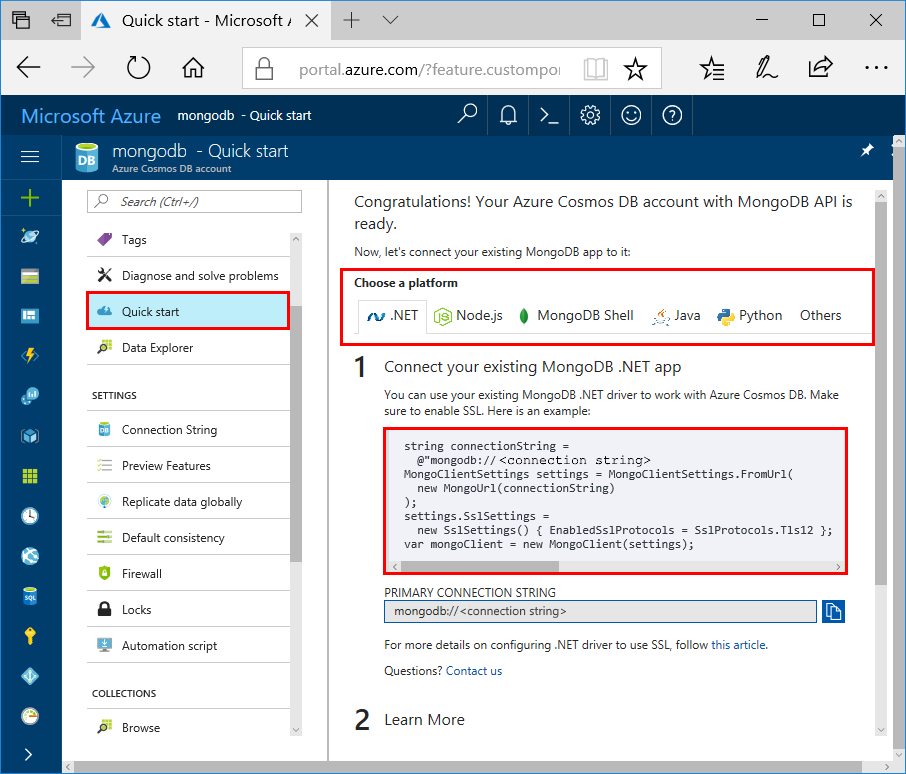 Quick start - Microsoft A
portal.azure.com/?feature.custompor
Microsoft Azure mongodb - Quick start
mongodb - Quick start
Azure Cosmos DB account
Search (Ctrl+/)
Tags
Diagnose and solve problems
Quick start
Data Explorer
SETTINGS
Connection String
Preview Features
Replicate data globally
Default consistency
Firewall
Locks
Automation script
COLLECTIONS
Browse
Congratulations! Your Azure Cosmos DB account with MongoDB API is
ready.
Now, let's connect your existing MongoDB app to it:
Choose a platform
.NET Node.js MongoDB Shell Java Python Others
1 Connect your existing MongoDB .NET app
You can use your existing MongoDB .NET driver to work with Azure Cosmos DB. Make
sure to enable SSL. Here is an example:
string connectionString =
@"mongodb://<connection string>
MongoClientSettings settings = MongoClientSettings.FromUrl(
new MongoUrl(connectionString)
);
settings.SslSettings =
new SslSettings() { EnabledSslProtocols = SslProtocols.Tls12 };
var mongoClient = new MongoClient(settings);
PRIMARY CONNECTION STRING
mongodb://<connection string>
For more details on configuring .NET driver to use SSL, follow this article.
Questions? Contact us
2 Learn More